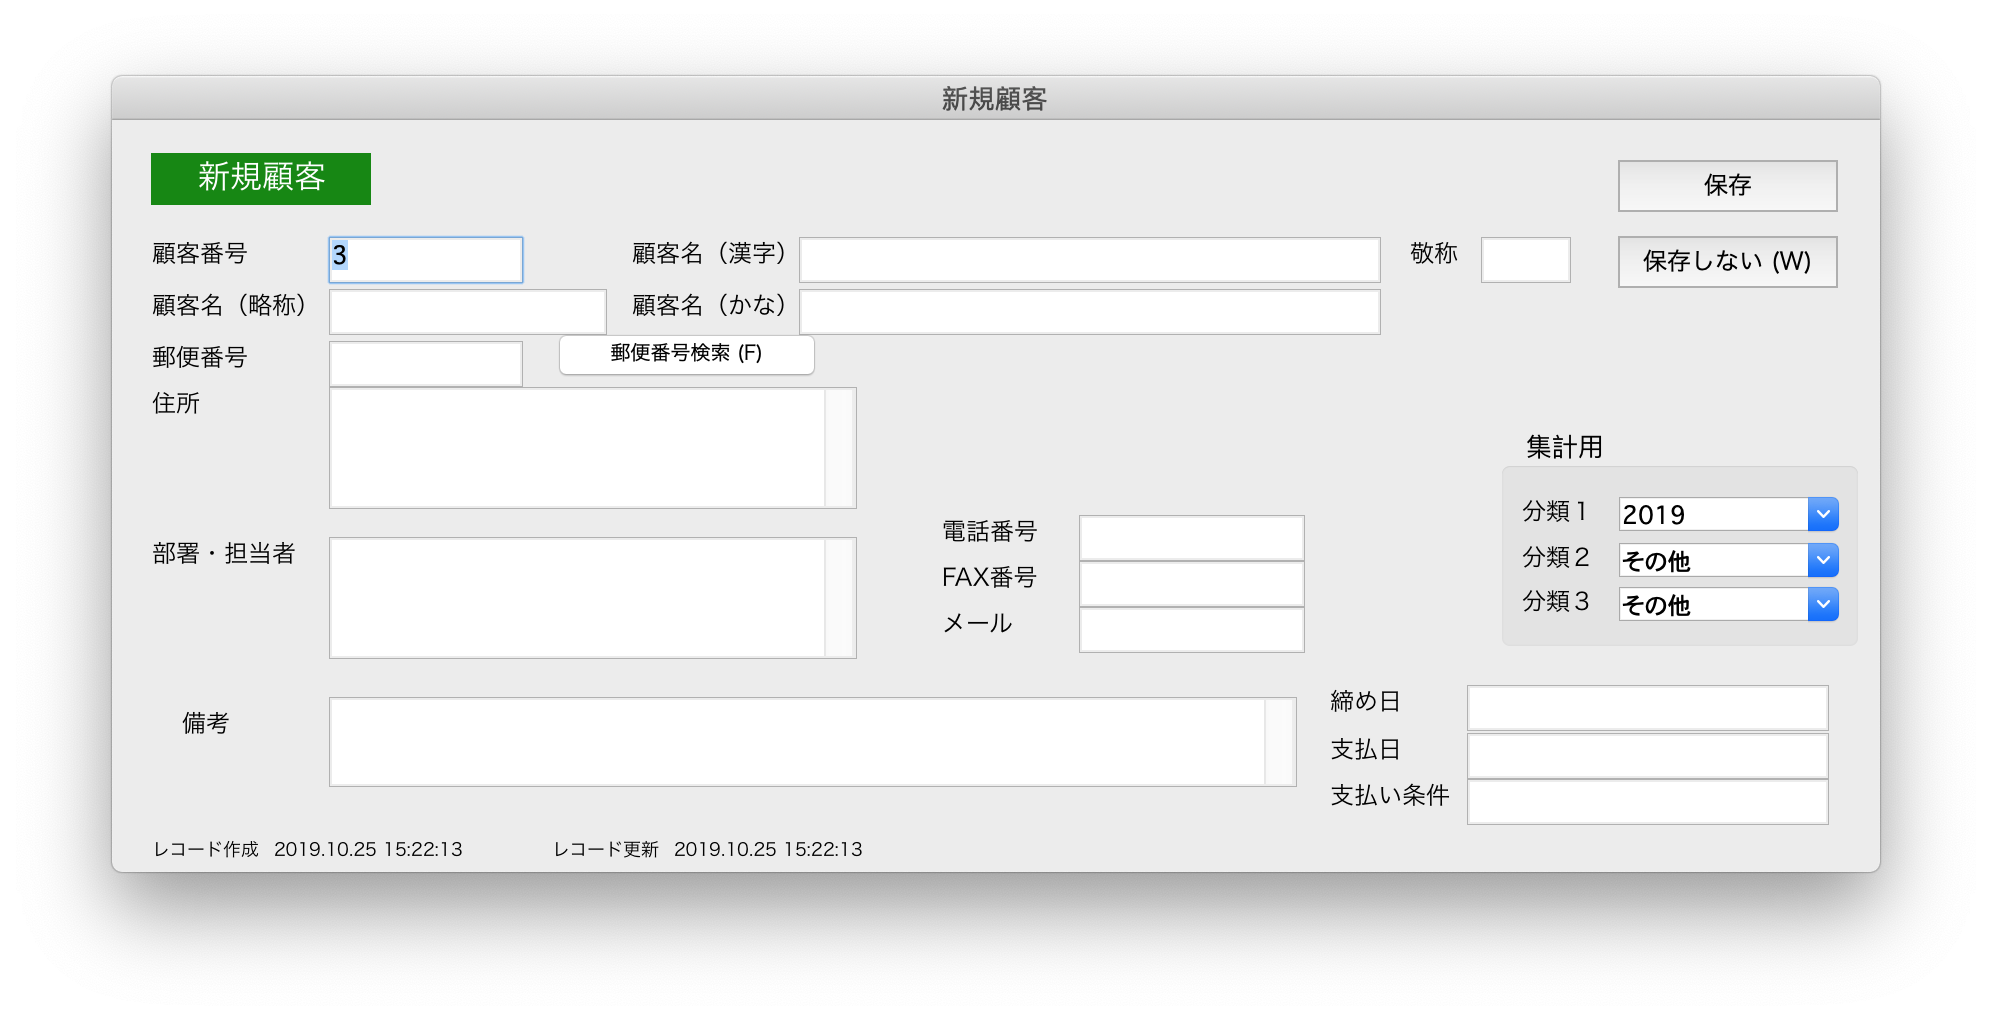 新規顧客
新規顧客
保存
顧客番号 3 顧客名（漢字） 敬称
保存しない (W)
顧客名（略称） 顧客名（かな）
郵便番号 郵便番号検索 (F)
住所
集計用
分類１ 2019
電話番号
部署・担当者
分類２ その他
FAX番号
分類３ その他
メール
締め日
備考
支払日
支払い条件
レコード作成 2019.10.25 15:22:13 レコード更新 2019.10.25 15:22:13